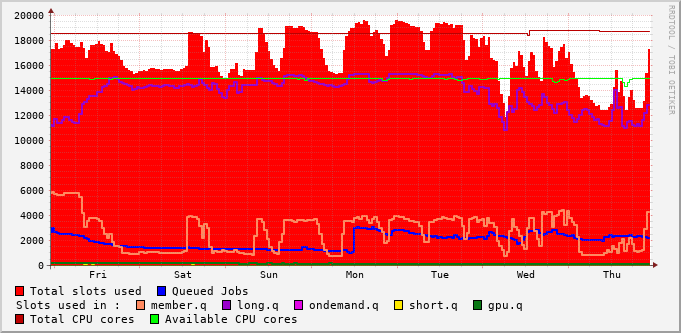 20000
18000
16000
14000
12000
10000
8000
6000
4000
2000
0
Fri Sat Sun Mon Tue Wed Thu
Total slots used Queued Jobs
Slots used in : member.q long.q ondemand.q short.q gpu.q
Total CPU cores Available CPU cores
RRDTOOL / TOBI OETIKER